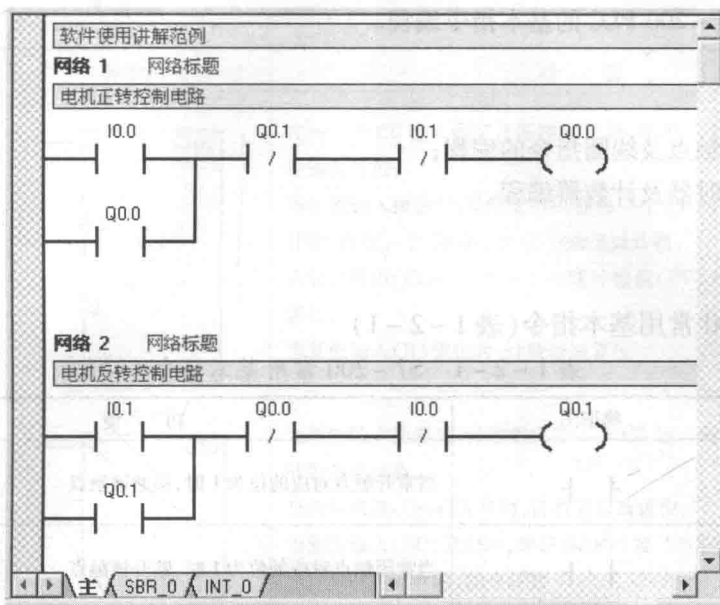 软件使用讲解范例
网络 1 网络标题
电机正转控制电路
I0.0 Q0.1 I0.1 Q0.0
Q0.0
网络 2 网络标题
电机反转控制电路
I0.1 Q0.0 I0.0 Q0.1
Q0.1
主 SBR_0 INT_0